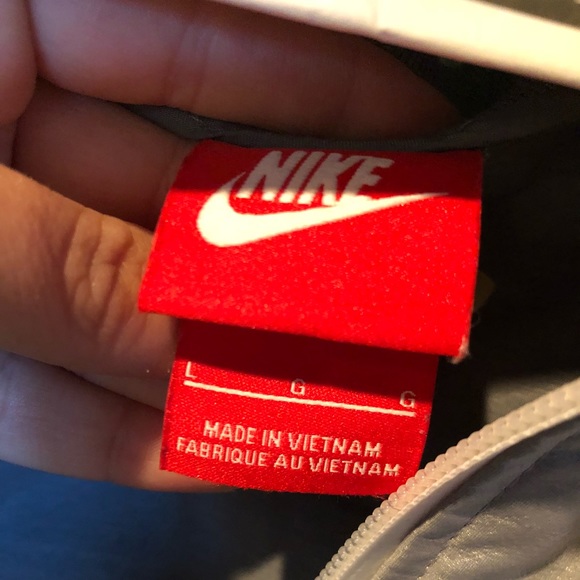 NIKE
L G G
MADE IN VIETNAM
FABRIQUE AU VIETNAM